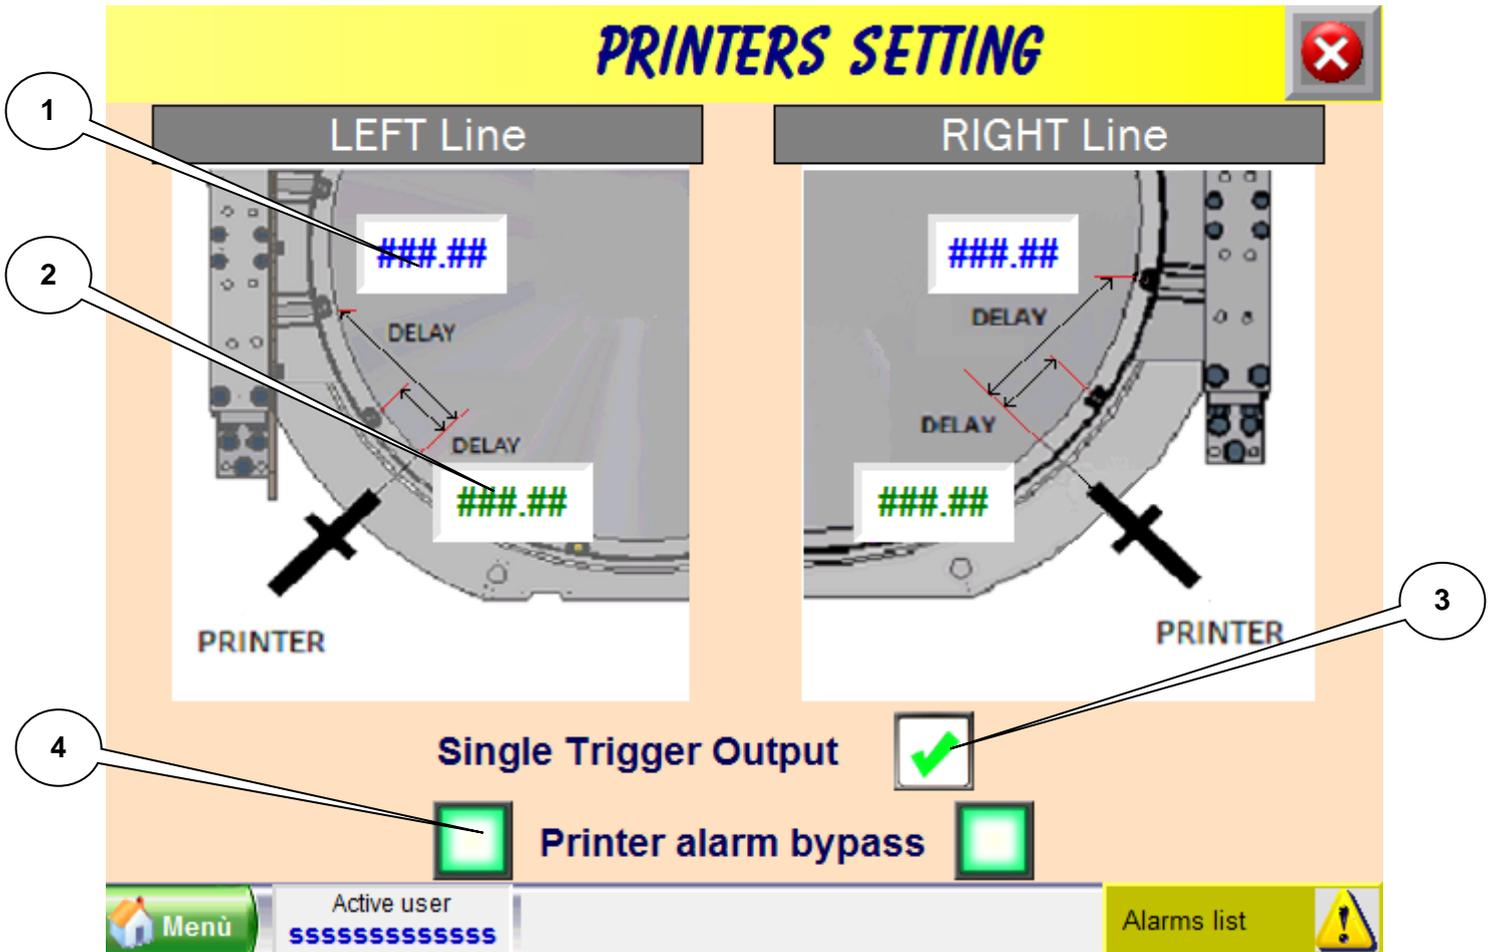 PRINTERS SETTING
1
LEFT Line
RIGHT Line
###.##
###.##
2
DELAY
DELAY
DELAY
DELAY
###.##
###.##
3
PRINTER
PRINTER
4
Single Trigger Output
Printer alarm bypass
Menù
Active user
sssssssssssss
Alarms list